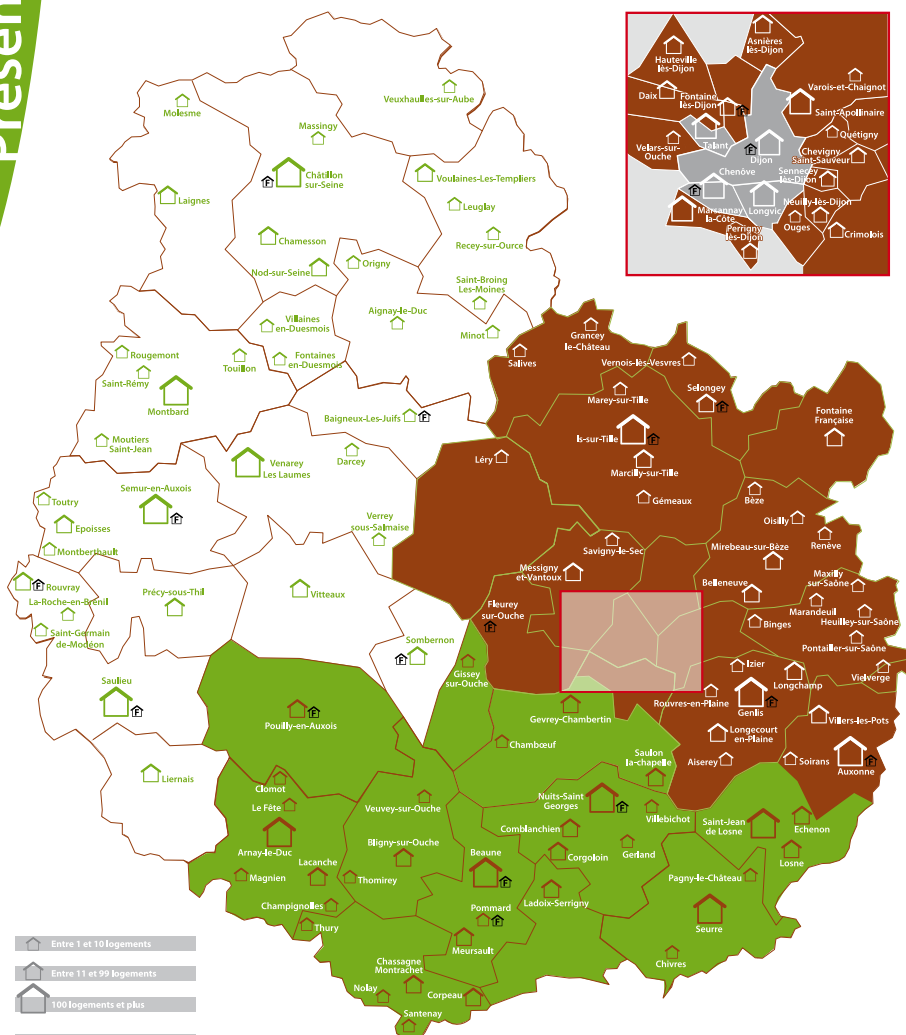 Présen
Molesme
Veuxhaulles-sur-Aube
Massingy
Châtillon
sur-Seine
F
Voulaines-Les-Templiers
Laignes
Leuglay
Chamesson
Recey-sur-Ource
Nod-sur-Seine
Origny
Saint-Broing
Les-Moines
Villaines
en-Duesmois
Aignay-le-Duc
Minot
Rougemont
Touillon
Fontaines
en-Duesmois
Saint-Rémy
Montbard
Baigneux-Les-Juifs
F
Moutiers
Saint-Jean
Venarey
Les Laumes
Darcey
Semur-en-Auxois
F
Toutry
Epoisses
Verrey
sous-Salmaise
Montberthault
Rouvray
F
La-Roche-en-Brenil
Précy-sous-Thil
Vitteaux
Saint-Germain
de-Modéon
Sombernon
F
Saulieu
F
Liernais
Hauteville
lès-Dijon
Asnières
lès-Dijon
Daix
Fontaine
lès-Dijon
F
Varois-et-Chaignot
Saint-Apollinaire
Talant
Quétigny
Velars-sur-
Ouche
F
Dijon
Chevigny
Saint-Sauveur
Chenôve
Sennecey
lès-Dijon
F
Marsannay
la-Côte
Longvic
Neuilly-lès-Dijon
Ouges
Crimolois
Perrigny
lès-Dijon
Grancey
le-Château
Salives
Vernois-lès-Vesvres
Marey-sur-Tille
Selongey
F
Fontaine
Française
Is-sur-Tille
F
Léry
Marcilly-sur-Tille
Gémeaux
Bèze
Oisilly
Savigny-le-Sec
Mirebeau-sur-Bèze
Renève
Messigny
et-Vantoux
Belleneuve
Maxilly
sur-Saône
Marandeuil
Heuilley-sur-Saône
Fleurey
sur-Ouche
F
Binges
Pontailler-sur-Saône
Izier
Vielverge
Longchamp
Rouvres-en-Plaine
Genlis
F
Villers-les-Pots
Longecourt
en-Plaine
Aiserey
Soirans
Auxonne
F
Gissey
sur-Ouche
Pouilly-en-Auxois
F
Gevrey-Chambertin
Chambœuf
Saulon
la-chapelle
Clomot
Le Fête
Veuvey-sur-Ouche
Nuits-Saint
Georges
F
Villebichot
Saint-Jean
de Losne
Echenon
Arnay-le-Duc
Bligny-sur-Ouche
Comblanchien
Gerland
Losne
Beaune
F
Corgoloin
Magnien
Lacanche
Thomirey
Pagny-le-Château
Ladoix-Serrigny
Champignolles
Pommard
F
Seurre
Thury
Meursault
Chivres
Chassagne
Montrachet
Nolay
Corpeau
Santenay
Entre 1 et 10 logements
Entre 11 et 99 logements
100 logements et plus